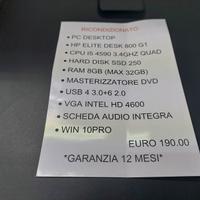 RICONDIZIONATO
• PC DESKTOP
• HP ELITE DESK 800 G1
• CPU I5 4590 3.4GHZ QUAD
• HARD DISK SSD 250
• RAM 8GB (MAX 32GB)
• MASTERIZZATORE DVD
• USB 4 3.0+6 2.0
• VGA INTEL HD 4600
• SCHEDA AUDIO INTEGRA
• WIN 10PRO
EURO 190.00
*GARANZIA 12 MESI*